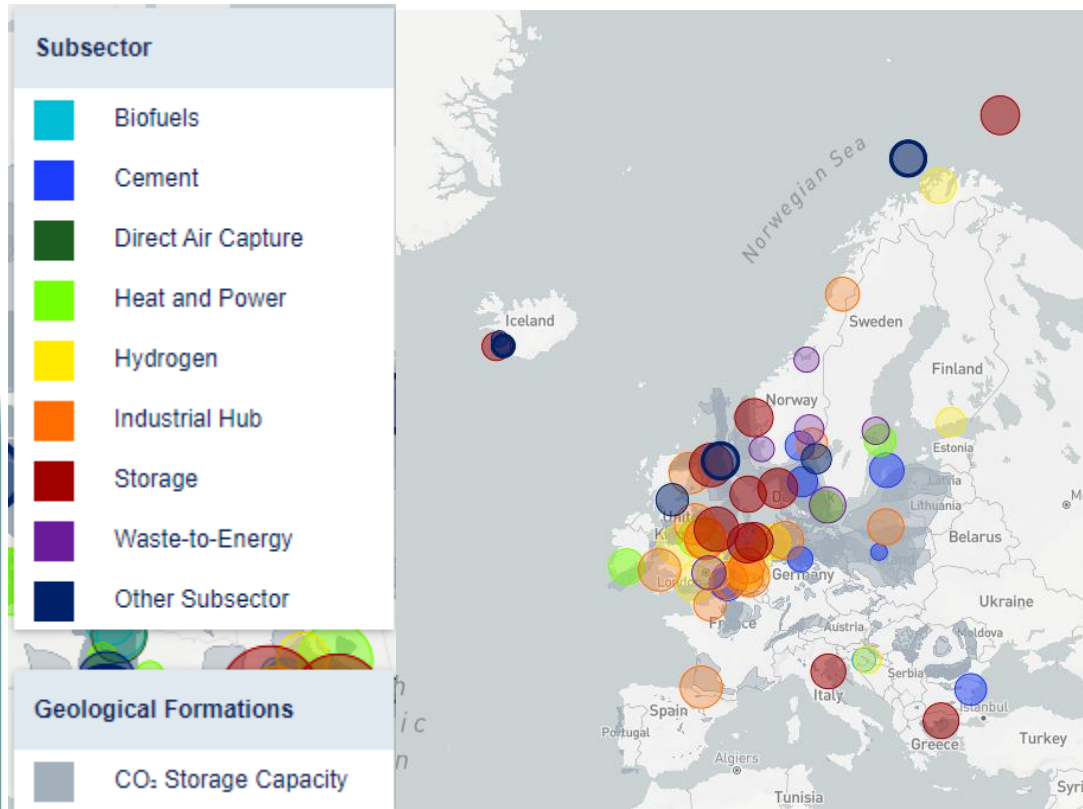 Subsector
Biofuels
Cement
Direct Air Capture
Heat and Power
Hydrogen
Industrial Hub
Storage
Waste-to-Energy
Other Subsector
Geological Formations
CO₂ Storage Capacity
Norwegian Sea
Iceland
Sweden
Finland
Norway
Estonia
Latvia
Lithuania
Belarus
London
Germany
Ukraine
France
Austria
Moldova
Serbia
Italy
Spain
Portugal
Istanbul
Greece
Turkey
Algiers
Tunisia